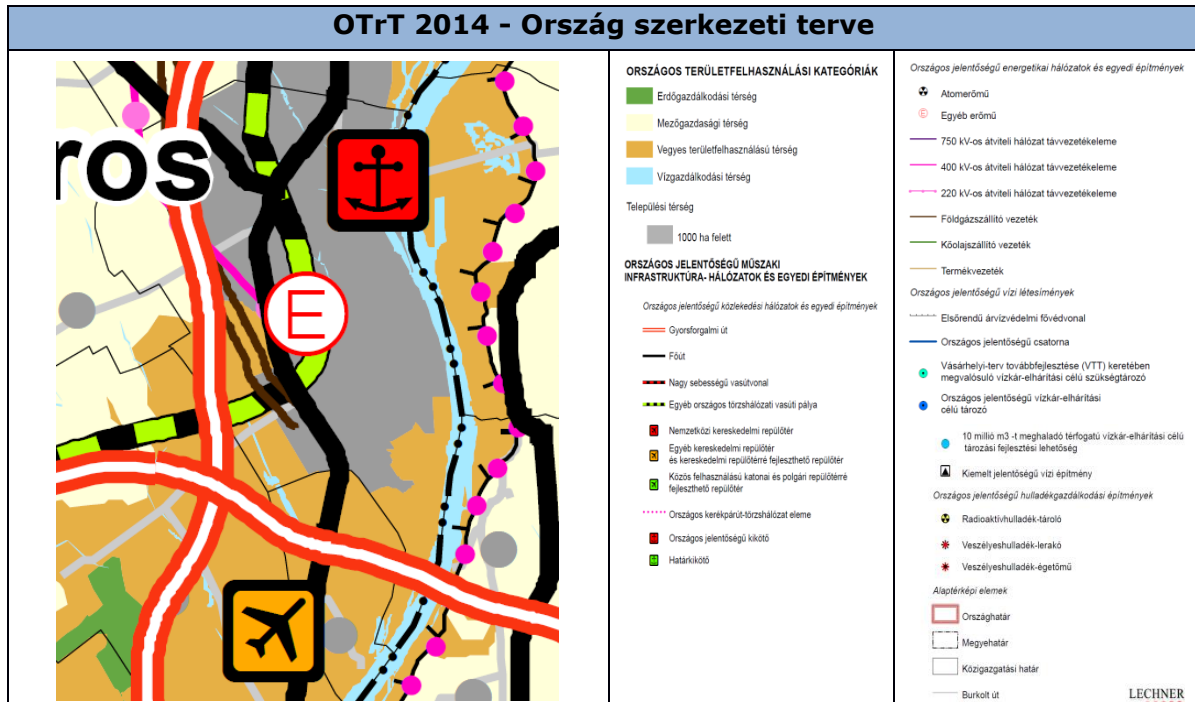 OTrT 2014 - Ország szerkezeti terve
ros
E
ORSZÁGOS TERÜLETFELHASZNÁLÁSI KATEGÓRIÁK
Erdőgazdálkodási térség
Mezőgazdasági térség
Vegyes területfelhasználású térség
Vízgazdálkodási térség
Települési térség
1000 ha felett
ORSZÁGOS JELENTŐSÉGŰ MŰSZAKI
INFRASTRUKTÚRA- HÁLÓZATOK ÉS EGYEDI ÉPÍTMÉNYEK
Országos jelentőségű közlekedési hálózatok és egyedi építmények
Gyorsforgalmi út
Főút
Nagy sebességű vasútvonal
Egyéb országos törzshálózati vasúti pálya
Nemzetközi kereskedelmi repülőtér
Egyéb kereskedelmi repülőtér
és kereskedelmi repülőtérré fejleszthető repülőtér
Közös felhasználású katonai és polgári repülőtérré
fejleszthető repülőtér
Országos kerékpárút-törzshálózat eleme
Országos jelentőségű kikötő
Határkikötő
Országos jelentőségű energetikai hálózatok és egyedi építmények
Atomerőmű
E Egyéb erőmű
750 kV-os átviteli hálózat távvezetékeleme
400 kV-os átviteli hálózat távvezetékeleme
220 kV-os átviteli hálózat távvezetékeleme
Földgázszállító vezeték
Kőolajszállító vezeték
Termékvezeték
Országos jelentőségű vízi létesímények
Elsőrendű árvízvédelmi fővédvonal
Országos jelentőségű csatorna
Vásárhelyi-terv továbbfejlesztése (VTT) keretében
megvalósuló vízkár-elhárítási célú szükségtározó
Országos jelentőségű vízkár-elhárítási
célú tározó
10 millió m3 -t meghaladó térfogatú vízkár-elhárítási célú
tározási fejlesztési lehetőség
Kiemelt jelentőségű vízi építmény
Országos jelentőségű hulladékgazdálkodási építmények
Radioaktívhulladék-tároló
Veszélyeshulladék-lerakó
Veszélyeshulladék-égetőmű
Alaptérképi elemek
Országhatár
Megyehatár
Közigazgatási határ
Burkolt út
LECHNER